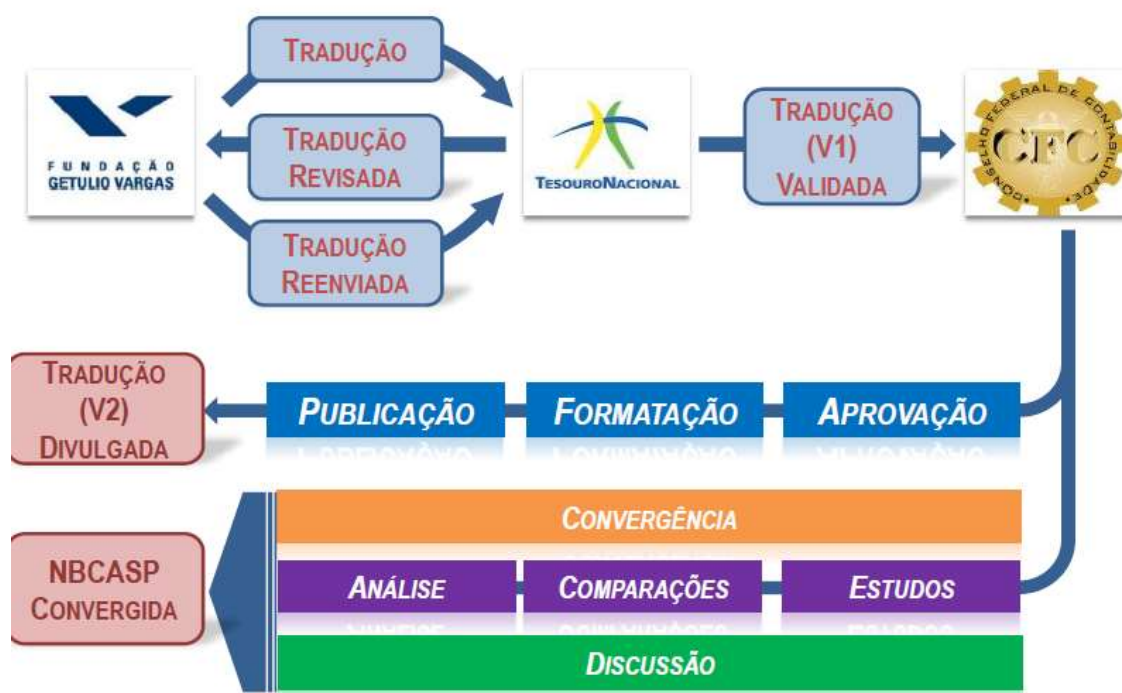 TRADUÇÃO
FUNDAÇÃO
GETULIO VARGAS
TRADUÇÃO
REVISADA
TRADUÇÃO
REENVIADA
TESOURONACIONAL
TRADUÇÃO
(V1)
VALIDADA
CONSELHO FEDERAL DE CONTABILIDADE
CFC
TRADUÇÃO
(V2)
DIVULGADA
PUBLICAÇÃO
FORMATAÇÃO
APROVAÇÃO
NBCASP
CONVERGIDA
CONVERGÊNCIA
ANÁLISE
COMPARAÇÕES
ESTUDOS
DISCUSSÃO